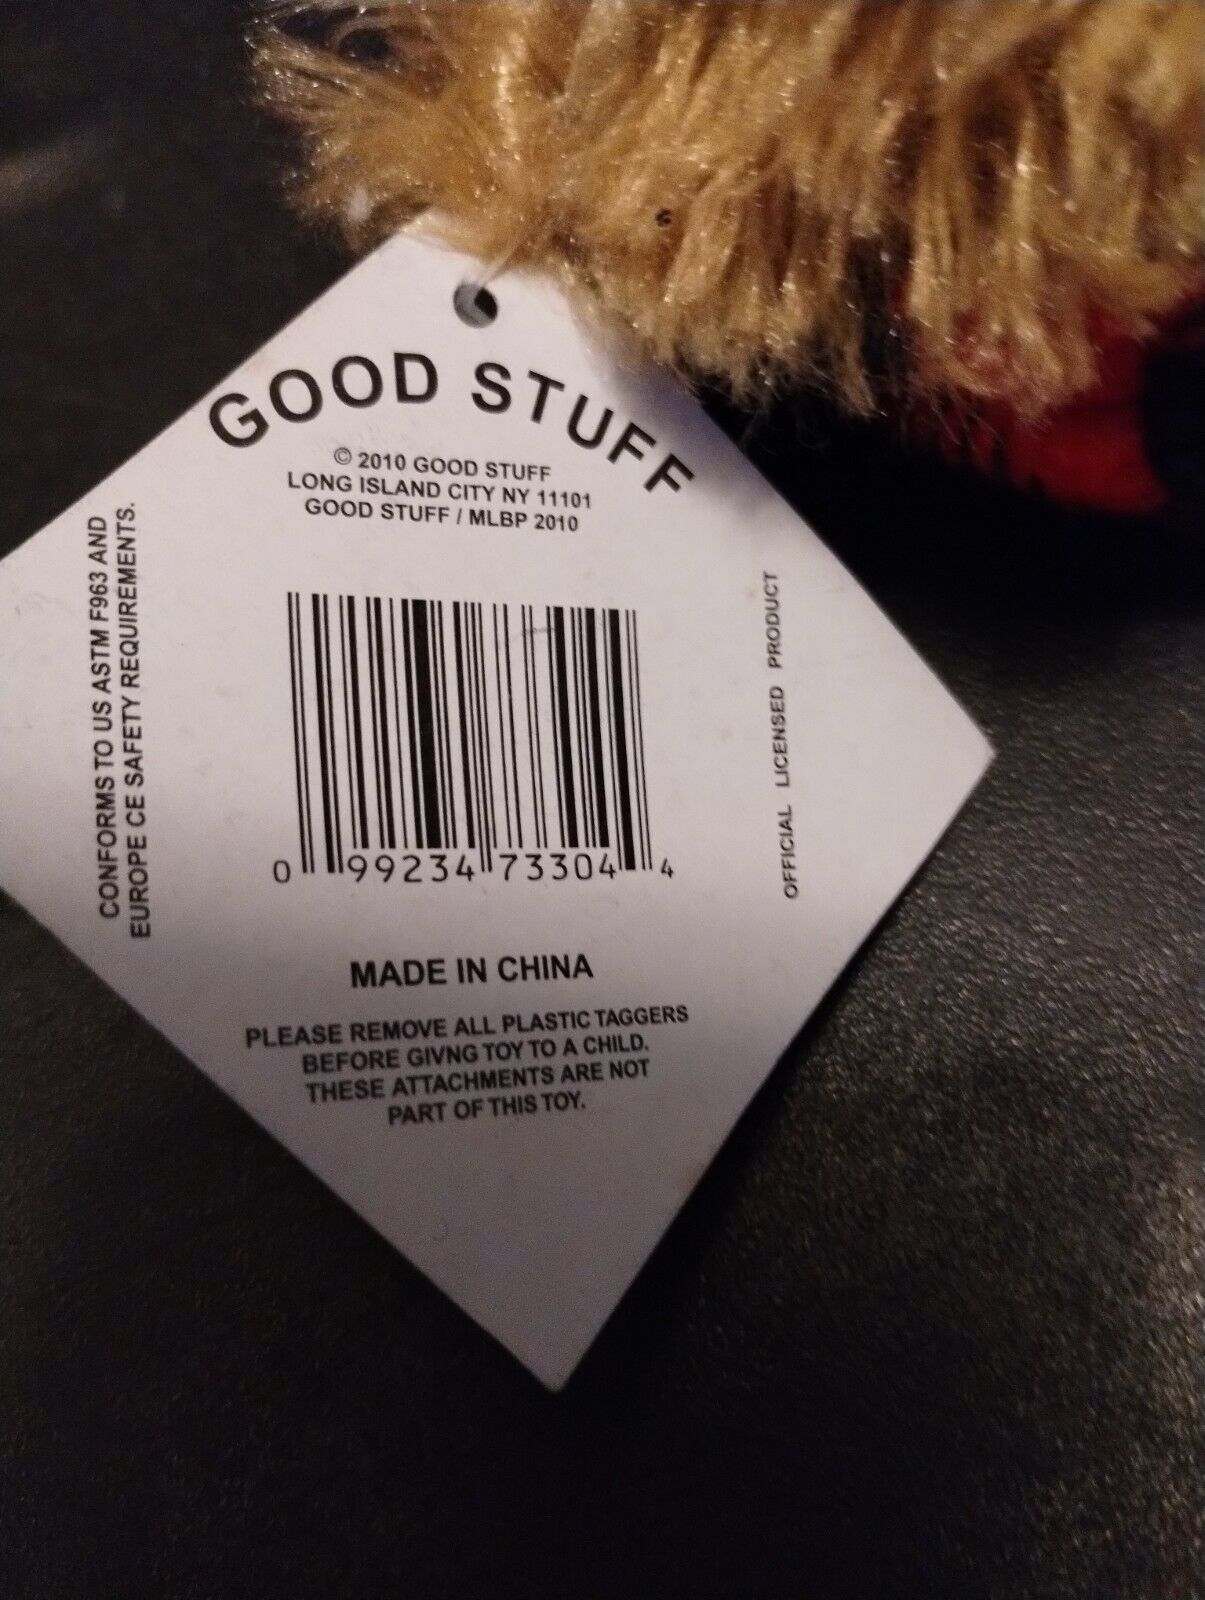 GOOD STUFF
© 2010 GOOD STUFF
LONG ISLAND CITY NY 11101
GOOD STUFF / MLBP 2010
CONFORMS TO US ASTM F963 AND
EUROPE CE SAFETY REQUIREMENTS.
OFFICIAL LICENSED PRODUCT
0 99234 73304 4
MADE IN CHINA
PLEASE REMOVE ALL PLASTIC TAGGERS
BEFORE GIVNG TOY TO A CHILD.
THESE ATTACHMENTS ARE NOT
PART OF THIS TOY.